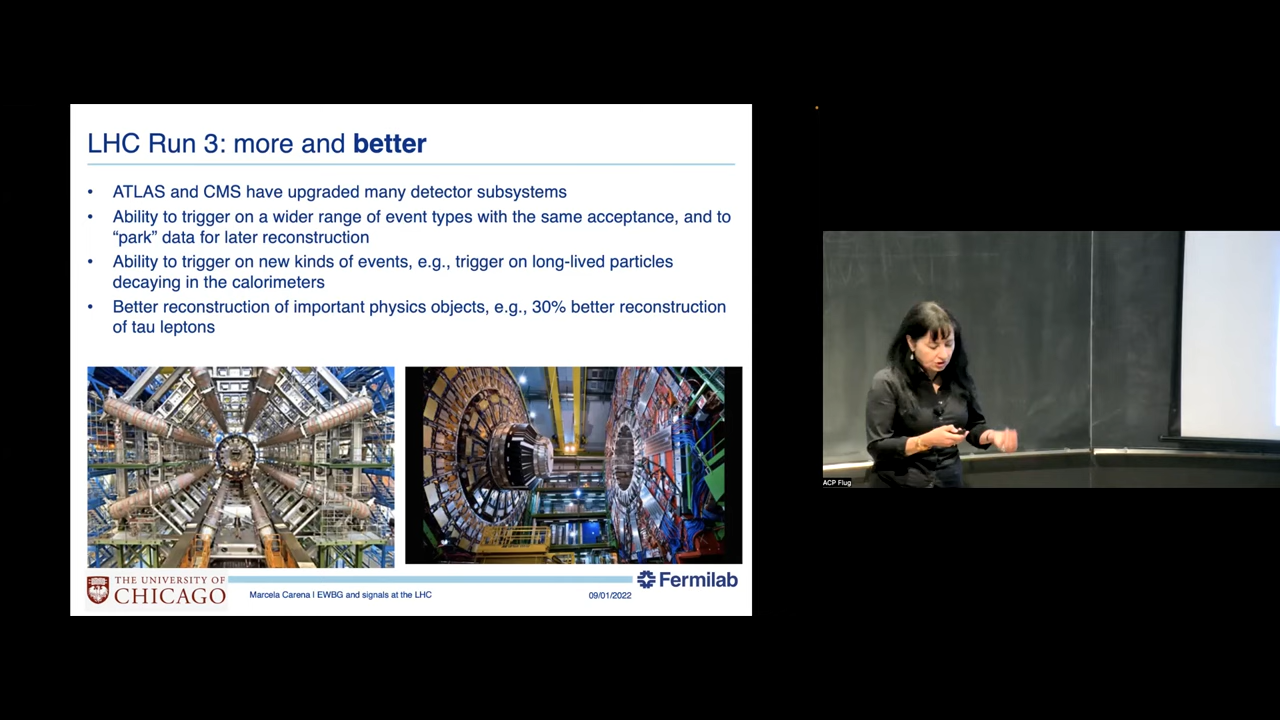 LHC Run 3: more and better
• ATLAS and CMS have upgraded many detector subsystems
• Ability to trigger on a wider range of event types with the same acceptance, and to
“park” data for later reconstruction
• Ability to trigger on new kinds of events, e.g., trigger on long-lived particles
decaying in the calorimeters
• Better reconstruction of important physics objects, e.g., 30% better reconstruction
of tau leptons
THE UNIVERSITY OF
CHICAGO
Marcela Carena | EWBG and signals at the LHC
09/01/2022
Fermilab
ACP Flug